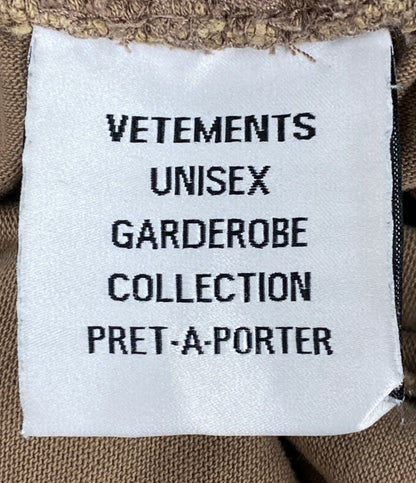 VETEMENTS
UNISEX
GARDEROBE
COLLECTION
PRET-A-PORTER